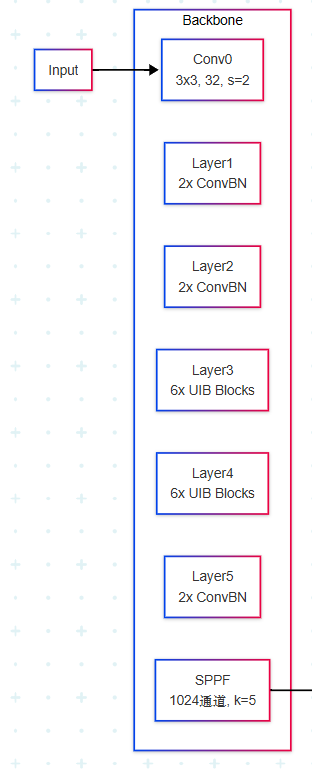 Backbone
Input
Conv0
3x3, 32, s=2
Layer1
2x ConvBN
Layer2
2x ConvBN
Layer3
6x UIB Blocks
Layer4
6x UIB Blocks
Layer5
2x ConvBN
SPPF
1024通道, k=5